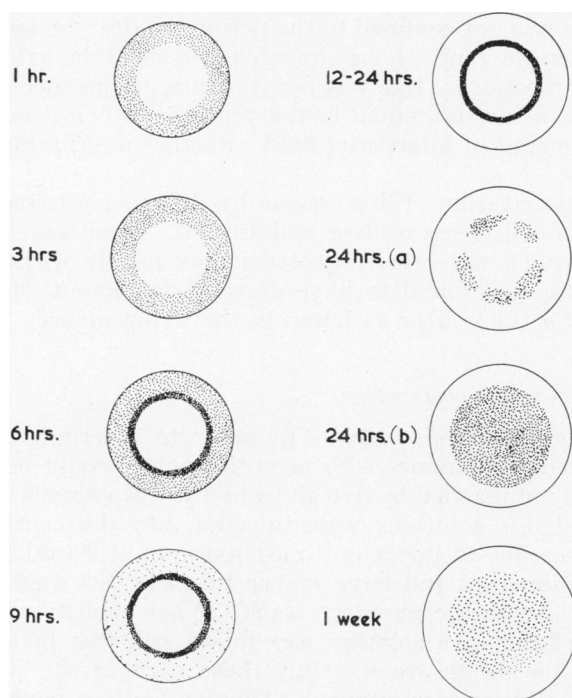 1 hr.
12-24 hrs.
3 hrs
24 hrs.(a)
6 hrs.
24 hrs.(b)
9 hrs.
1 week